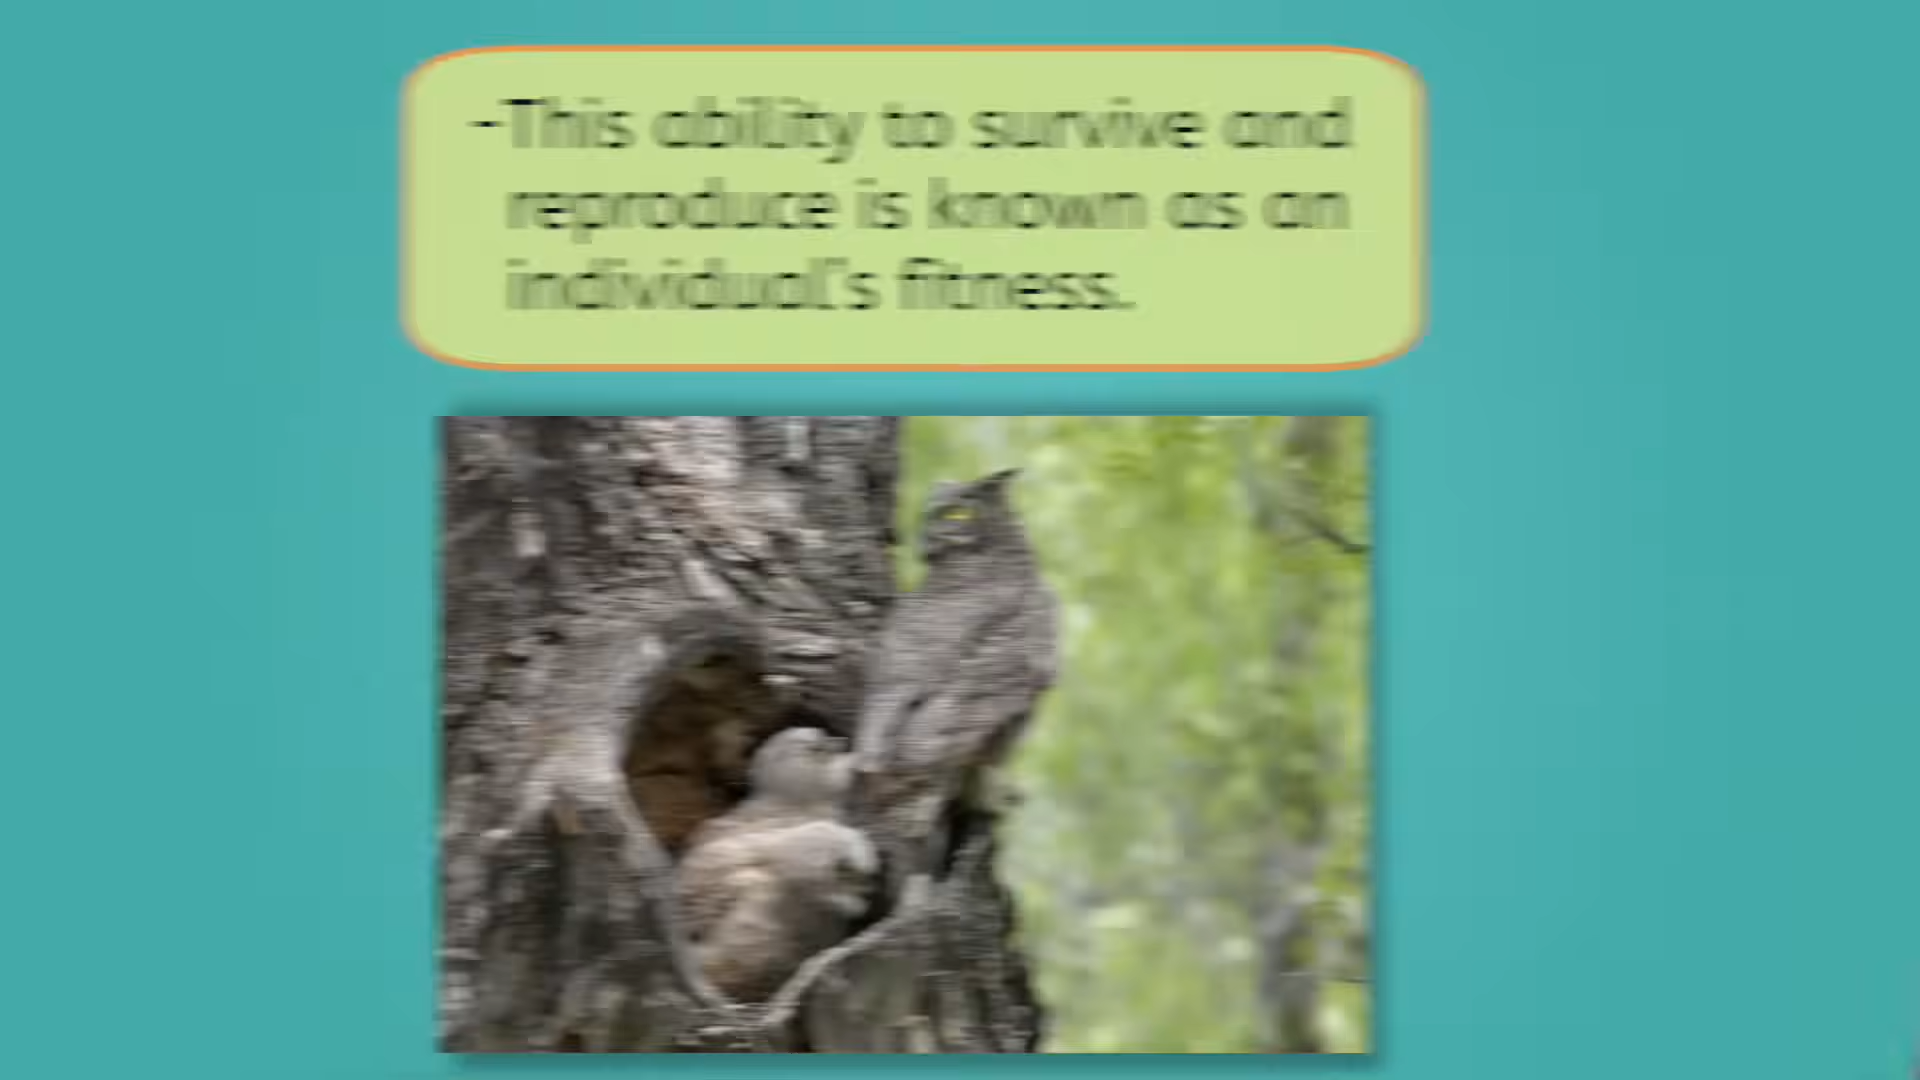 -This ability to survive and
reproduce is known as an
individual's fitness.